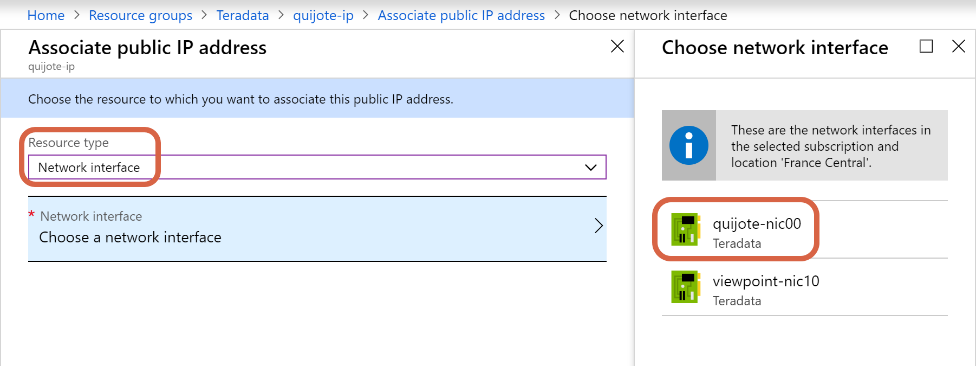 Home > Resource groups > Teradata > quijote-ip > Associate public IP address > Choose network interface
Associate public IP address
quijote-ip
Choose the resource to which you want to associate this public IP address.
Resource type
Network interface
* Network interface
Choose a network interface
Choose network interface
These are the network interfaces in
the selected subscription and
location 'France Central'.
quijote-nic00
Teradata
viewpoint-nic10
Teradata